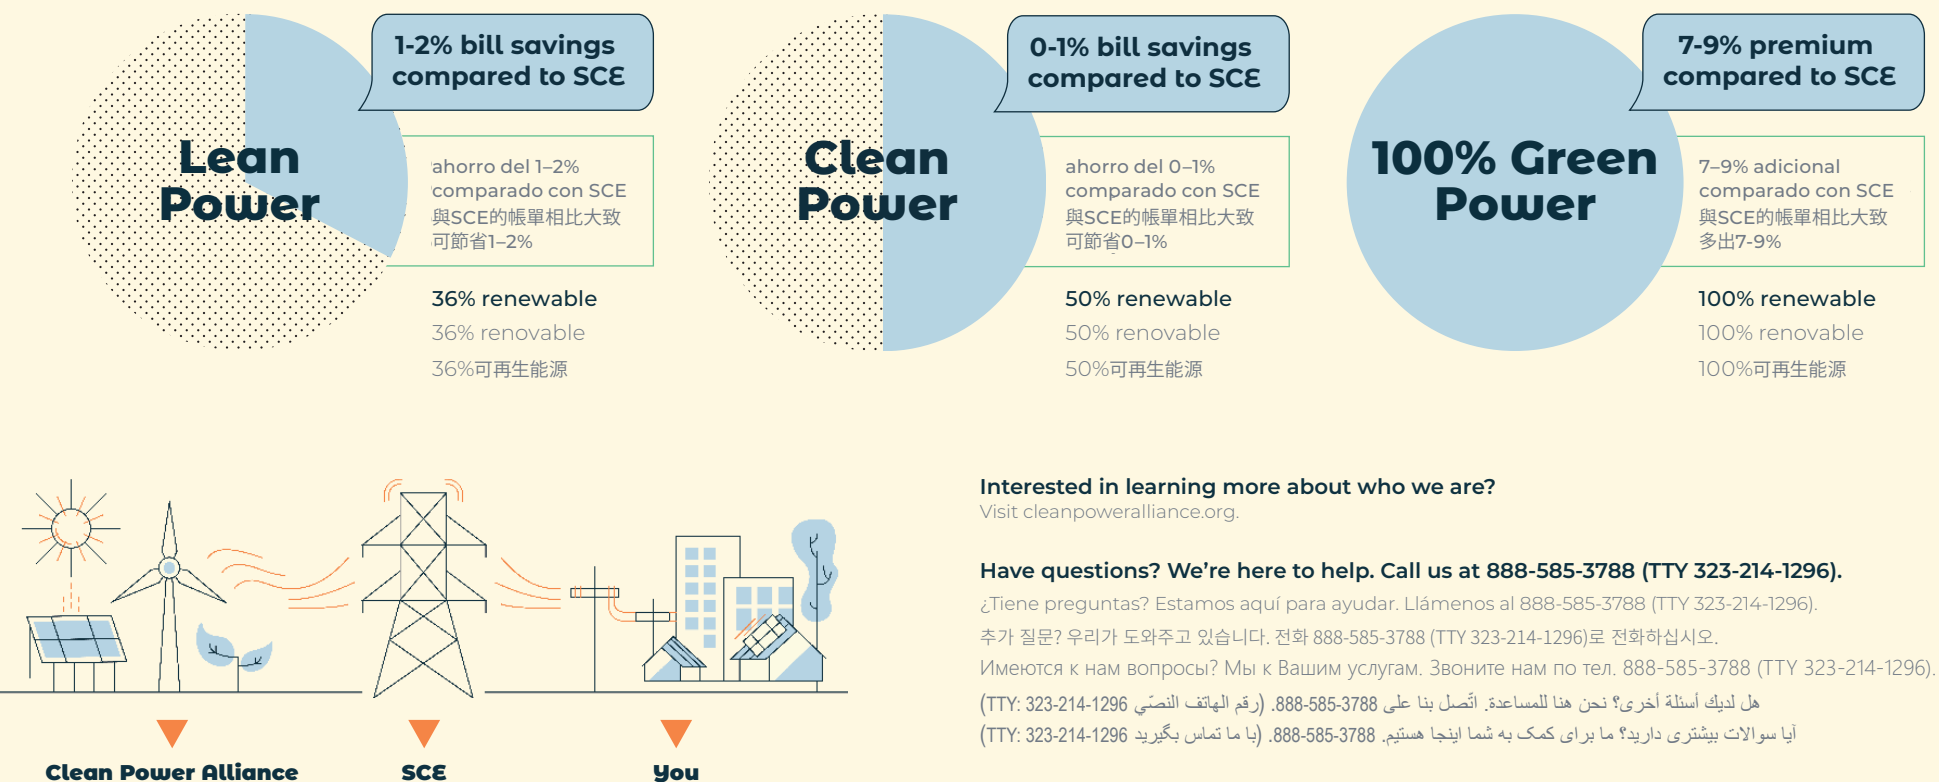 1-2% bill savings
compared to SCE
Lean
Power
ahorro del 1–2%
comparado con SCE
與SCE的帳單相比大致
可節省1–2%
36% renewable
36% renovable
36%可再生能源
0-1% bill savings
compared to SCE
Clean
Power
ahorro del 0–1%
comparado con SCE
與SCE的帳單相比大致
可節省0–1%
50% renewable
50% renovable
50%可再生能源
7-9% premium
compared to SCE
100% Green
Power
7–9% adicional
comparado con SCE
與SCE的帳單相比大致
多出7-9%
100% renewable
100% renovable
100%可再生能源
Clean Power Alliance
SCE
You
Interested in learning more about who we are?
Visit cleanpoweralliance.org.
Have questions? We’re here to help. Call us at 888-585-3788 (TTY 323-214-1296).
¿Tiene preguntas? Estamos aquí para ayudar. Llámenos al 888-585-3788 (TTY 323-214-1296).
추가 질문? 우리가 도와주고 있습니다. 전화 888-585-3788 (TTY 323-214-1296)로 전화하십시오.
Имеются к нам вопросы? Мы к Вашим услугам. Звоните нам по тел. 888-585-3788 (TTY 323-214-1296).
هل لديك أسئلة أخرى؟ نحن هنا للمساعدة. اتّصل بنا على 888-585-3788. (رقم الهاتف النصّي TTY: 323-214-1296)
آیا سوالات بیشتری دارید؟ ما برای کمک به شما اینجا هستیم. 888-585-3788. (با ما تماس بگیرید TTY: 323-214-1296)